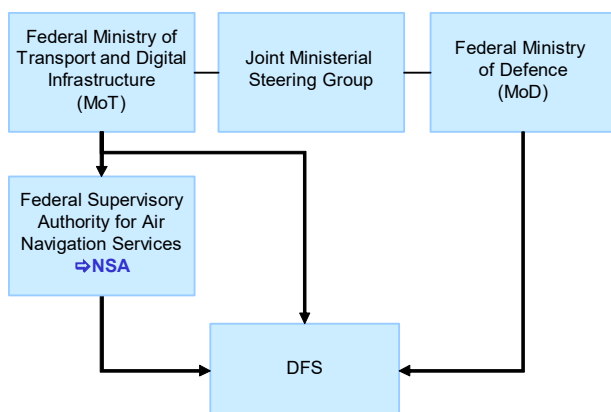 Federal Ministry of
Transport and Digital
Infrastructure
(MoT)
Joint Ministerial
Steering Group
Federal Ministry
of Defence
(MoD)
Federal Supervisory
Authority for Air
Navigation Services
⇨NSA
DFS